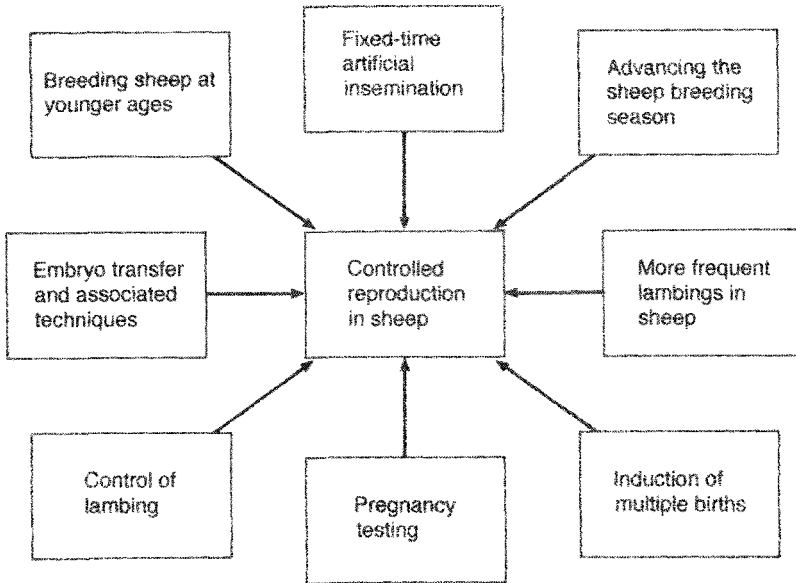 Fixed-time
artificial
insemination
Breeding sheep at
younger ages
Advancing the
sheep breeding
season
Embryo transfer
and associated
techniques
Controlled
reproduction
in sheep
More frequent
lambings in
sheep
Control of
lambing
Pregnancy
testing
Induction of
multiple births